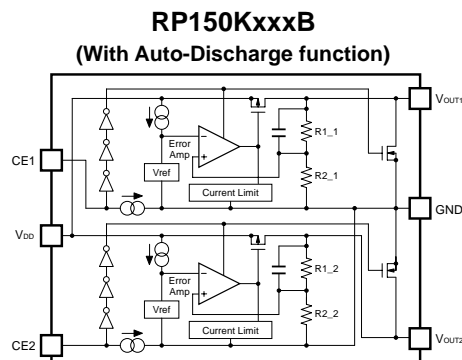 RP150KxxxB
(With Auto-Discharge function)
VOUT1
R1_1
Error
Amp
CE1
Vref
R2_1
Current Limit
GND
VDD
R1_2
Error
Amp
Vref
R2_2
Current Limit
CE2
VOUT2